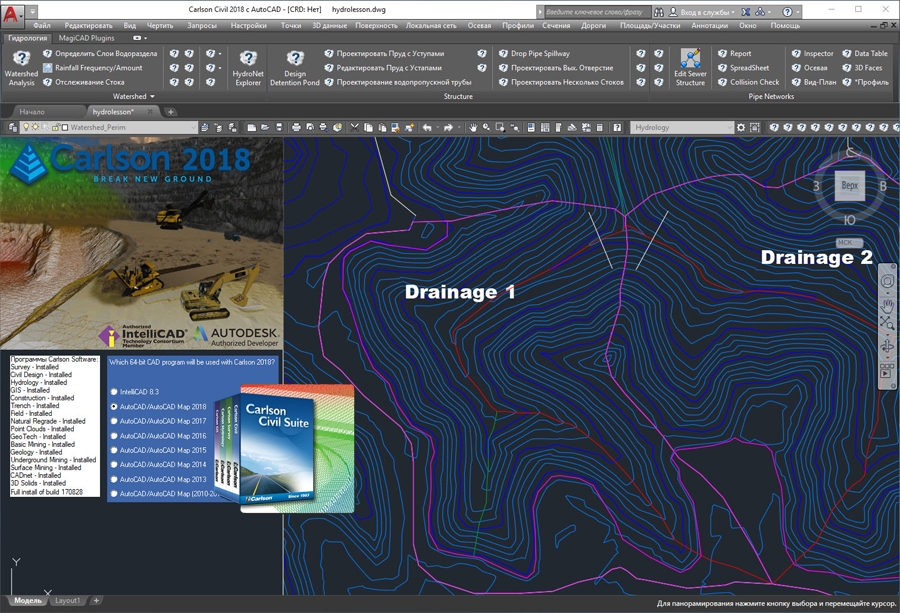 Carlson Civil 2018 с AutoCAD - [CRD: Нет] hydrolesson.dwg
Введите ключевое слово/фразу
Вход в службы
Файл Редактировать Вид Чертить Запросы Настройки Точки 3D данные Поверхность Локальная сеть Осевая Профили Сечения Дороги Площадь/Участки Аннотации Окно Помощь
Гидрология MagiCAD Plugins
Watershed Analysis
Определить Слои Водораздела
Rainfall Frequency/Amount
Отслеживание Стока
HydroNet Explorer
Design Detention Pond
Проектировать Пруд с Уступами
Редактировать Пруд с Уступами
Проектирование водопропускной трубы
Drop Pipe Spillway
Проектировать Вып. Отверстие
Проектировать Несколько Стоков
Edit Sewer Structure
Report
SpreadSheet
Collision Check
Inspector
Осевая
Вид-План
Data Table
3D Faces
*Профиль
Watershed Structure Pipe Networks
Начало hydrolesson*
Watershed_Perim
Hydrology
Carlson 2018
BREAK NEW GROUND
Authorized
IntelliCAD®
Technology Consortium
Member
AUTODESK
Authorized Developer
Программы Carlson Software:
Survey - Installed
Civil Design - Installed
Hydrology - Installed
GIS - Installed
Construction - Installed
Trench - Installed
Field - Installed
Natural Regrade - Installed
Point Clouds - Installed
GeoTech - Installed
Basic Mining - Installed
Geology - Installed
Underground Mining - Installed
Surface Mining - Installed
CADnet - Installed
3D Solids - Installed
Full install of build 170828
Which 64-bit CAD program will be used with Carlson 2018?
IntelliCAD 8.3
AutoCAD/AutoCAD Map 2018
AutoCAD/AutoCAD Map 2017
AutoCAD/AutoCAD Map 2016
AutoCAD/AutoCAD Map 2015
AutoCAD/AutoCAD Map 2014
AutoCAD/AutoCAD Map 2013
AutoCAD/AutoCAD Map (2010-20
Carlson
Civil Suite
Carlson
Since 1983
Drainage 1
Drainage 2
С
З Верх В
Ю
МСК
Y
X
Модель Layout1 +
Для панорамирования нажмите кнопку выбора и перемещайте курсор.